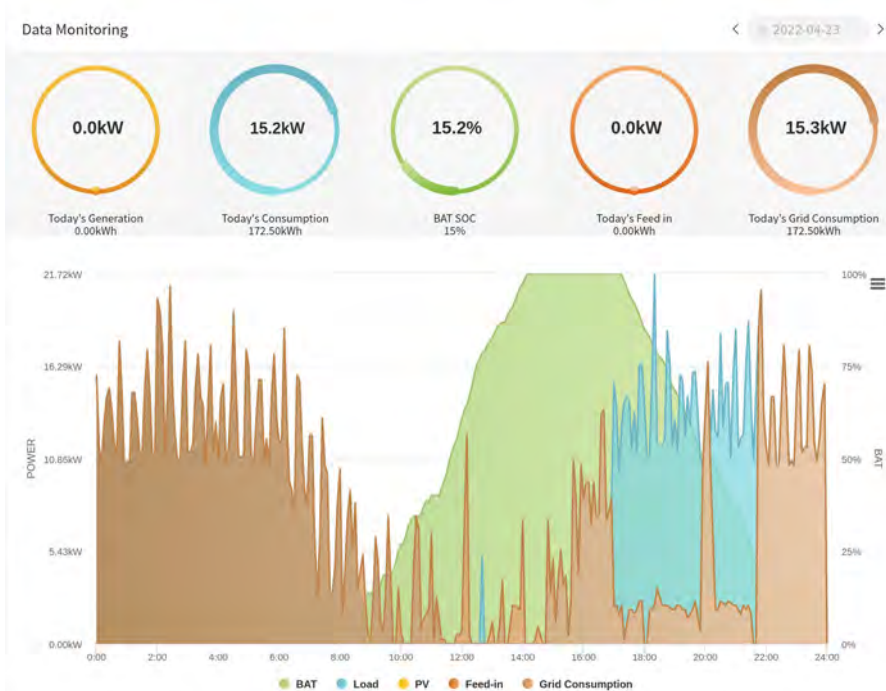 Data Monitoring
2022-04-23
0.0kW
15.2kW
15.2%
0.0kW
15.3kW
Today's Generation
0.00kWh
Today's Consumption
172.50kWh
BAT SOC
15%
Today's Feed in
0.00kWh
Today's Grid Consumption
172.50kWh
21.72kW
16.29kW
10.86kW
5.43kW
0.00kW
POWER
100%
75%
50%
25%
0%
BAT
0:00 2:00 4:00 6:00 8:00 10:00 12:00 14:00 16:00 18:00 20:00 22:00 24:00
BAT Load PV Feed-in Grid Consumption